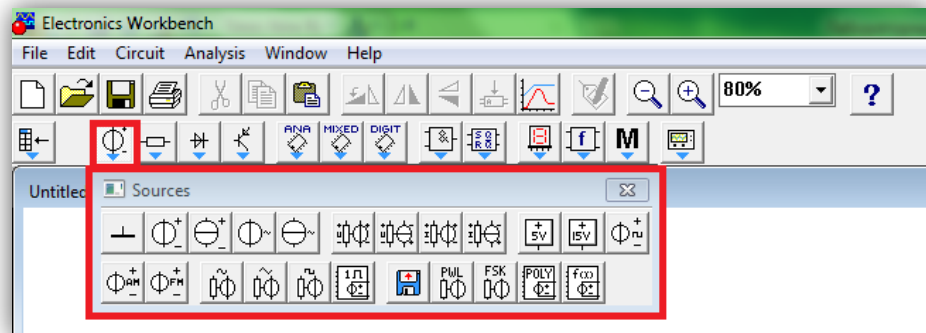 Electronics Workbench
File Edit Circuit Analysis Window Help
80% ?
ANA MIXED DIGIT & f M
Untitled
Sources
5V 15V
AM FM 1 PWL FSK POLY f(x)